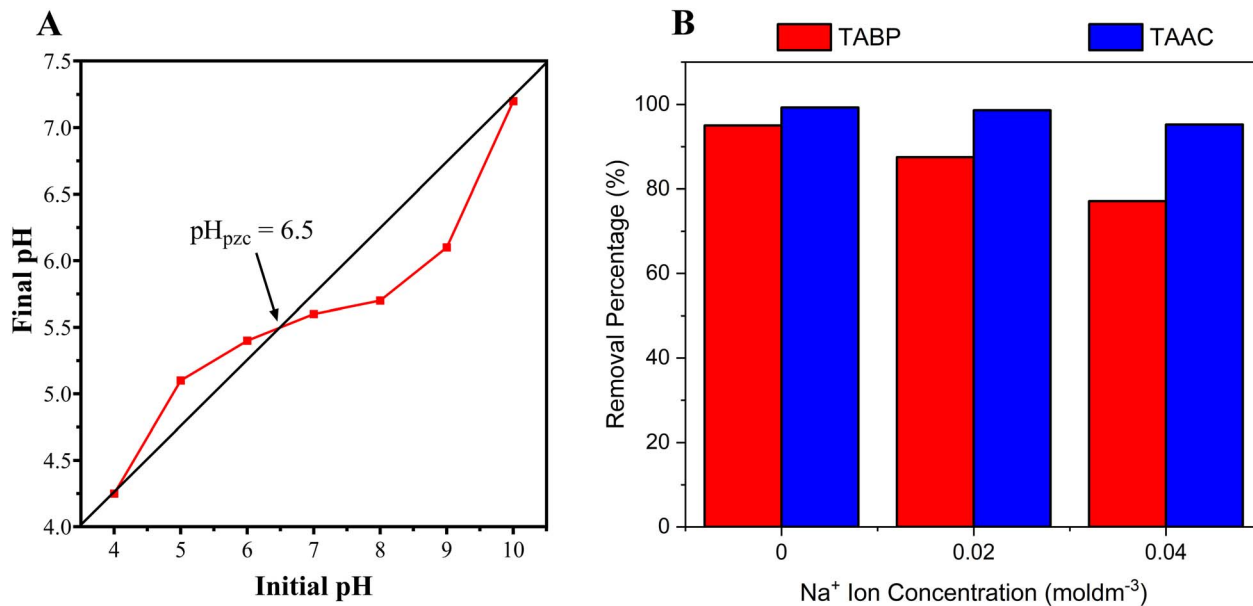 A
7.5
7.0
6.5
6.0
5.5
5.0
4.5
4.0
Final pH
pHpzc = 6.5
4 5 6 7 8 9 10
Initial pH
B
TABP
TAAC
100
80
60
40
20
0
Removal Percentage (%)
0 0.02 0.04
Na⁺ Ion Concentration (moldm⁻³)